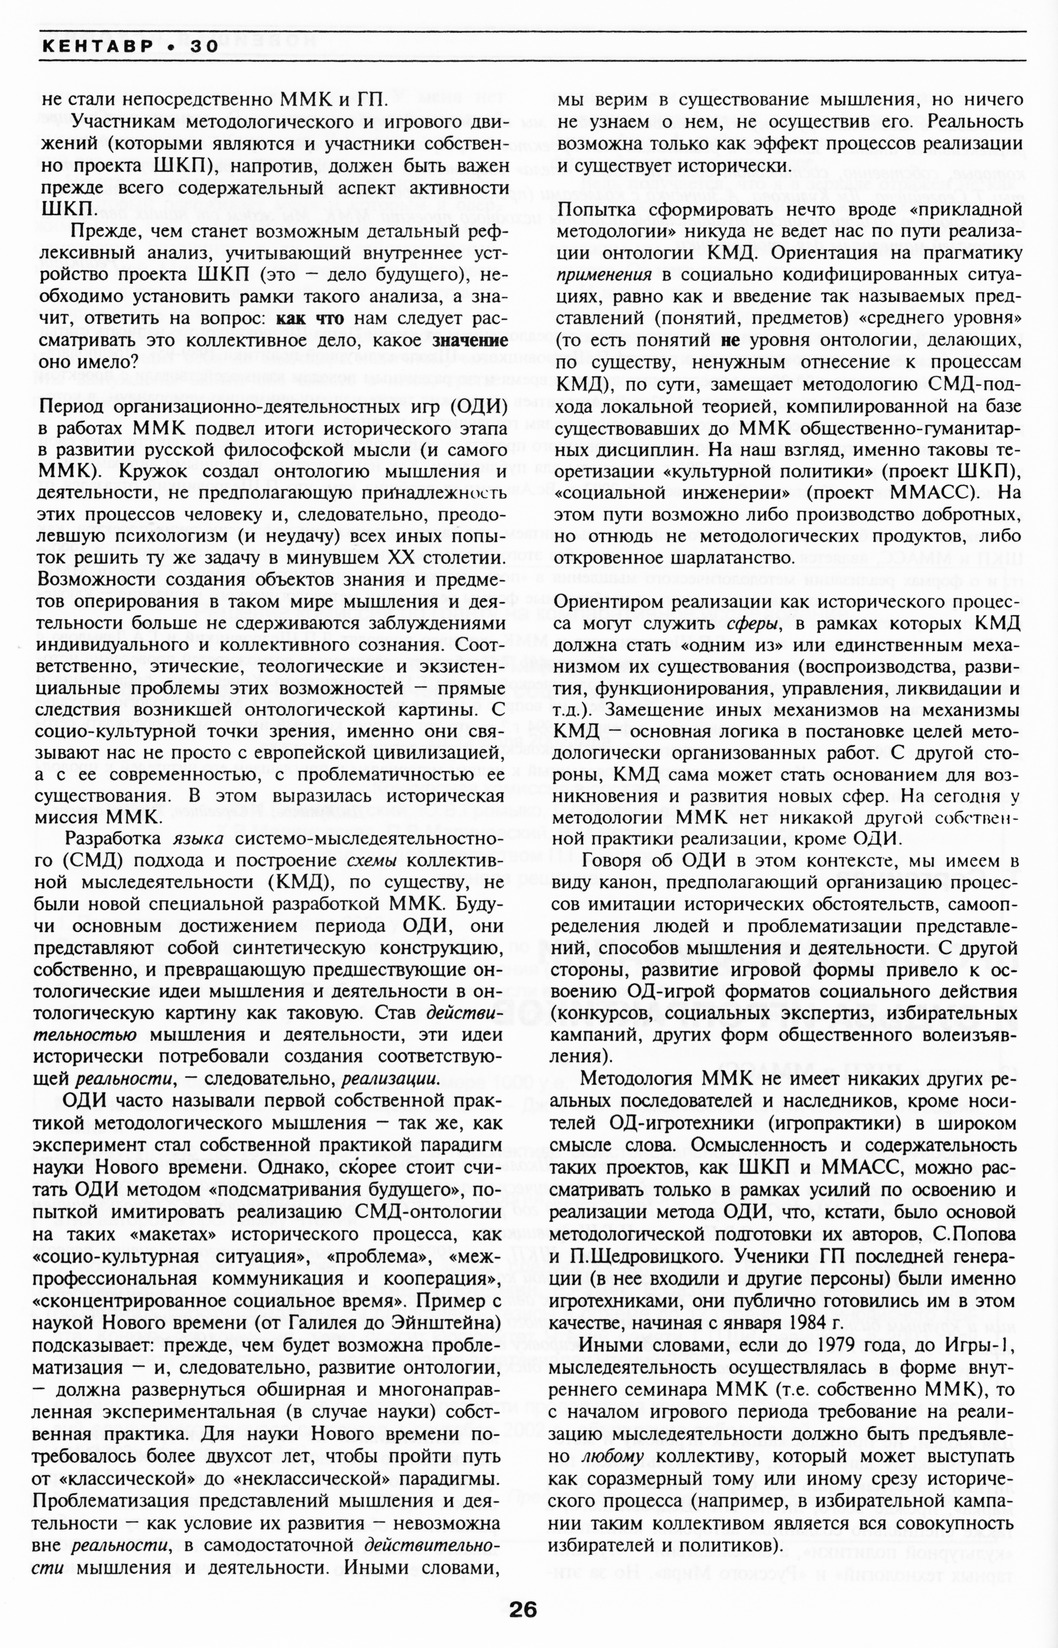 КЕНТАВР • 30
не стали непосредственно ММК и ГП.
Участникам методологического и игрового дви-
жений (которыми являются и участники собствен-
но проекта ШКП), напротив, должен быть важен
прежде всего содержательный аспект активности
ШКП.
Прежде, чем станет возможным детальный реф-
лексивный анализ, учитывающий внутреннее уст-
ройство проекта ШКП (это — дело будущего), не-
обходимо установить рамки такого анализа, а зна-
чит, ответить на вопрос: как что нам следует рас-
сматривать это коллективное дело, какое значение
оно имело?
Период организационно-деятельностных игр (ОДИ)
в работах ММК подвел итоги исторического этапа
в развитии русской философской мысли (и самого
ММК). Кружок создал онтологию мышления и
деятельности, не предполагающую принадлежность
этих процессов человеку и, следовательно, преодо-
левшую психологизм (и неудачу) всех иных попы-
ток решить ту же задачу в минувшем XX столетии.
Возможности создания объектов знания и предме-
тов оперирования в таком мире мышления и дея-
тельности больше не сдерживаются заблуждениями
индивидуального и коллективного сознания. Соот-
ветственно, этические, теологические и экзистен-
циальные проблемы этих возможностей — прямые
следствия возникшей онтологической картины. С
социо-культурной точки зрения, именно они свя-
зывают нас не просто с европейской цивилизацией,
а с ее современностью, с проблематичностью ее
существования. В этом выразилась историческая
миссия ММК.
Разработка языка системо-мыследеятельностно-
го (СМД) подхода и построение схемы коллектив-
ной мыследеятельности (КМД), по существу, не
были новой специальной разработкой ММК. Буду-
чи основным достижением периода ОДИ, они
представляют собой синтетическую конструкцию,
собственно, и превращающую предшествующие он-
тологические идеи мышления и деятельности в он-
тологическую картину как таковую. Став действи-
тельностью мышления и деятельности, эти идеи
исторически потребовали создания соответствую-
щей реальности, — следовательно, реализации.
ОДИ часто называли первой собственной прак-
тикой методологического мышления — так же, как
эксперимент стал собственной практикой парадигм
науки Нового времени. Однако, скорее стоит счи-
тать ОДИ методом «подсматривания будущего», по-
пыткой имитировать реализацию СМД-онтологии
на таких «макетах» исторического процесса, как
«социо-культурная ситуация», «проблема», «меж-
профессиональная коммуникация и кооперация»,
«сконцентрированное социальное время». Пример с
наукой Нового времени (от Галилея до Эйнштейна)
подсказывает: прежде, чем будет возможна пробле-
матизация — и, следовательно, развитие онтологии,
— должна развернуться обширная и многонаправ-
ленная экспериментальная (в случае науки) собст-
венная практика. Для науки Нового времени по-
требовалось более двухсот лет, чтобы пройти путь
от «классической» до «неклассической» парадигмы.
Проблематизация представлений мышления и дея-
тельности — как условие их развития — невозможна
вне реальности, в самодостаточной действительно-
сти мышления и деятельности. Иными словами,
мы верим в существование мышления, но ничего
не узнаем о нем, не осуществив его. Реальность
возможна только как эффект процессов реализации
и существует исторически.
Попытка сформировать нечто вроде «прикладной
методологии» никуда не ведет нас по пути реализа-
ции онтологии КМД. Ориентация на прагматику
применения в социально кодифицированных ситуа-
циях, равно как и введение так называемых пред-
ставлений (понятий, предметов) «среднего уровня»
(то есть понятий не уровня онтологии, делающих,
по существу, ненужным отнесение к процессам
КМД), по сути, замещает методологию СМД-под-
хода локальной теорией, компилированной на базе
существовавших до ММК общественно-гуманитар-
ных дисциплин. На наш взгляд, именно таковы те-
оретизации «культурной политики» (проект ШКП),
«социальной инженерии» (проект ММАСС). На
этом пути возможно либо производство добротных,
но отнюдь не методологических продуктов, либо
откровенное шарлатанство.
Ориентиром реализации как исторического процес-
са могут служить сферы, в рамках которых КМД
должна стать «одним из» или единственным меха-
низмом их существования (воспроизводства, разви-
тия, функционирования, управления, ликвидации и
т.д.). Замещение иных механизмов на механизмы
КМД — основная логика в постановке целей мето-
дологически организованных работ. С другой сто-
роны, КМД сама может стать основанием для воз-
никновения и развития новых сфер. На сегодня у
методологии ММК нет никакой другой собствен-
ной практики реализации, кроме ОДИ.
Говоря об ОДИ в этом контексте, мы имеем в
виду канон, предполагающий организацию процес-
сов имитации исторических обстоятельств, самооп-
ределения людей и проблематизации представле-
ний, способов мышления и деятельности. С другой
стороны, развитие игровой формы привело к ос-
воению ОД-игрой форматов социального действия
(конкурсов, социальных экспертиз, избирательных
кампаний, других форм общественного волеизъяв-
ления).
Методология ММК не имеет никаких других ре-
альных последователей и наследников, кроме носи-
телей ОД-игротехники (игропрактики) в широком
смысле слова. Осмысленность и содержательность
таких проектов, как ШКП и ММАСС, можно рас-
сматривать только в рамках усилий по освоению и
реализации метода ОДИ, что, кстати, было основой
методологической подготовки их авторов, С.Попова
и П.Щедровицкого. Ученики ГП последней генера-
ции (в нее входили и другие персоны) были именно
игротехниками, они публично готовились им в этом
качестве, начиная с января 1984 г.
Иными словами, если до 1979 года, до Игры-1,
мыследеятельность осуществлялась в форме внут-
реннего семинара ММК (т.е. собственно ММК), то
с началом игрового периода требование на реали-
зацию мыследеятельности должно быть предъявле-
но любому коллективу, который может выступать
как соразмерный тому или иному срезу историче-
ского процесса (например, в избирательной кампа-
нии таким коллективом является вся совокупность
избирателей и политиков).
26